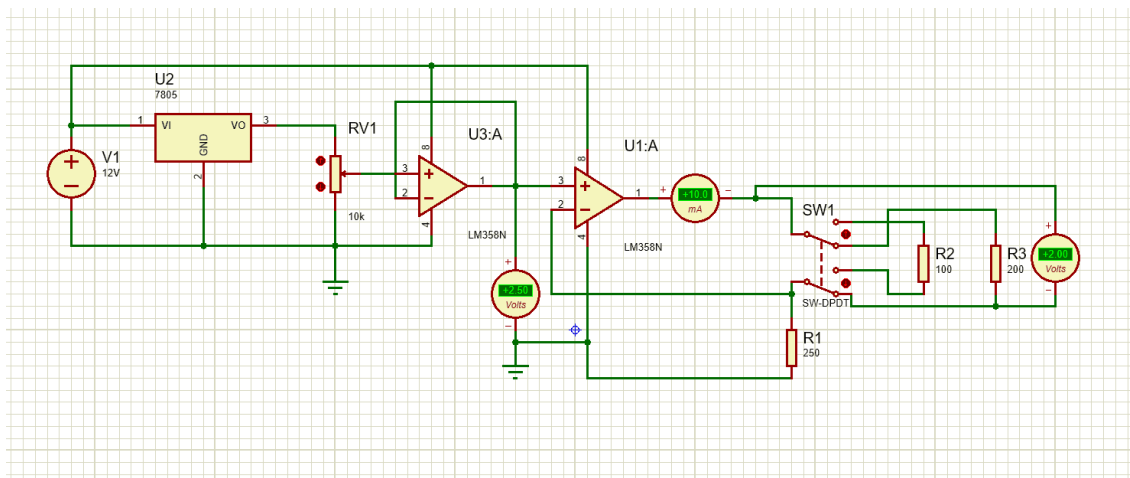 U2
7805
1
VI
VO
3
GND
2
V1
12V
RV1
10k
U3:A
8
3
2
1
4
LM358N
+2.50
Volts
U1:A
8
3
2
1
4
LM358N
+10.0
mA
SW1
SW-DPDT
R2
100
R3
200
+2.00
Volts
R1
250